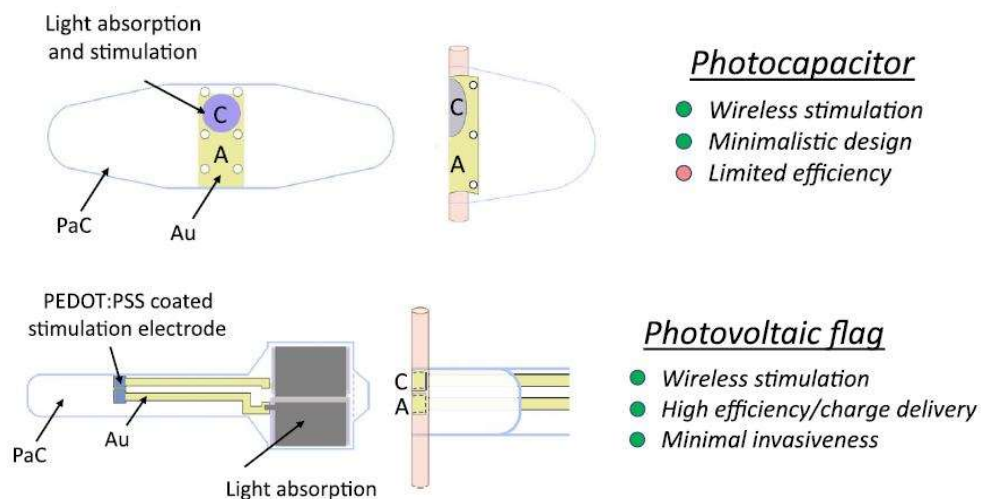 Light absorption
and stimulation
C
A
PaC
Au
C
A
Photocapacitor
Wireless stimulation
Minimalistic design
Limited efficiency
PEDOT:PSS coated
stimulation electrode
PaC
Au
Light absorption
C
A
Photovoltaic flag
Wireless stimulation
High efficiency/charge delivery
Minimal invasiveness